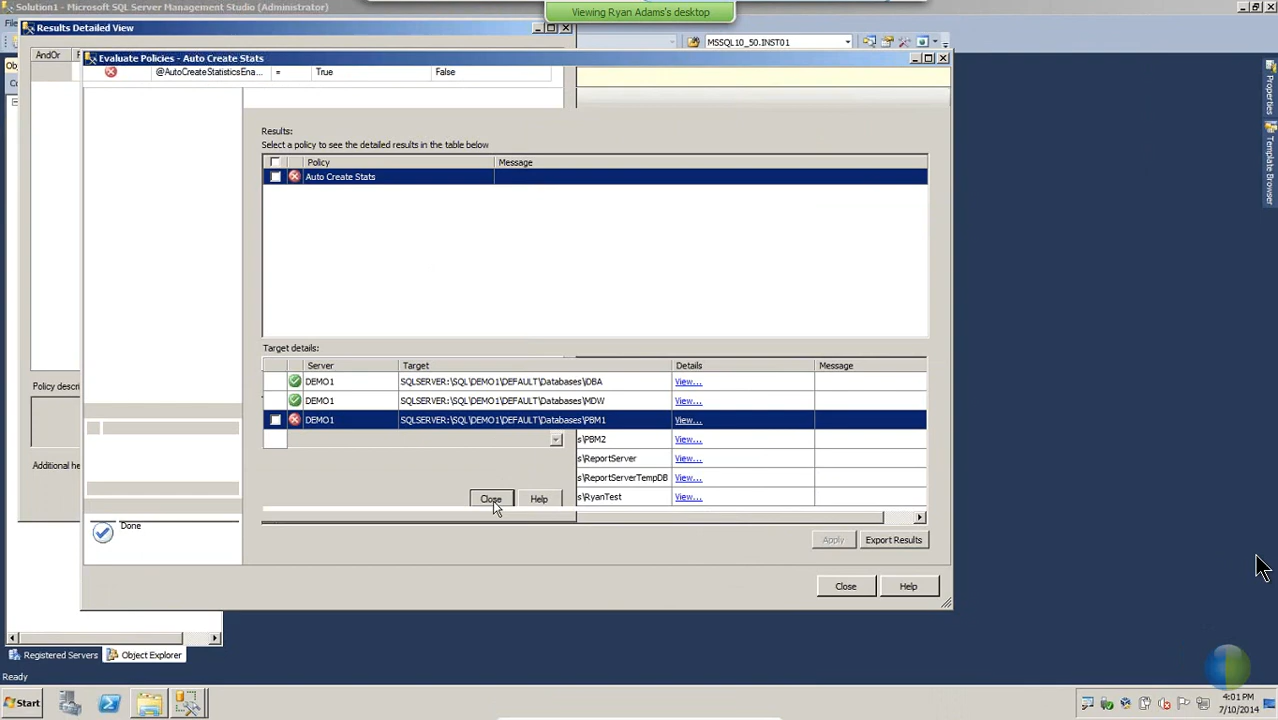 Solution1 - Microsoft SQL Server Management Studio (Administrator)
Viewing Ryan Adams's desktop
Results Detailed View
MSSQL10_50.INST01
AndOr
Evaluate Policies - Auto Create Stats
@AutoCreateStatisticsEna... = True False
Properties
Template Browser
Results:
Select a policy to see the detailed results in the table below
Policy Message
Auto Create Stats
Target details:
Server Target Details Message
DEMO1 SQLSERVER:\SQL\DEMO1\DEFAULT\Databases\DBA View...
DEMO1 SQLSERVER:\SQL\DEMO1\DEFAULT\Databases\MDW View...
DEMO1 SQLSERVER:\SQL\DEMO1\DEFAULT\Databases\PBM1 View...
s\PBM2 View...
s\ReportServer View...
s\ReportServerTempDB View...
s\RyanTest View...
Policy descri
Additional he
Close Help
Done
Apply Export Results
Close Help
Registered Servers Object Explorer
Ready
Start
4:01 PM
7/10/2014